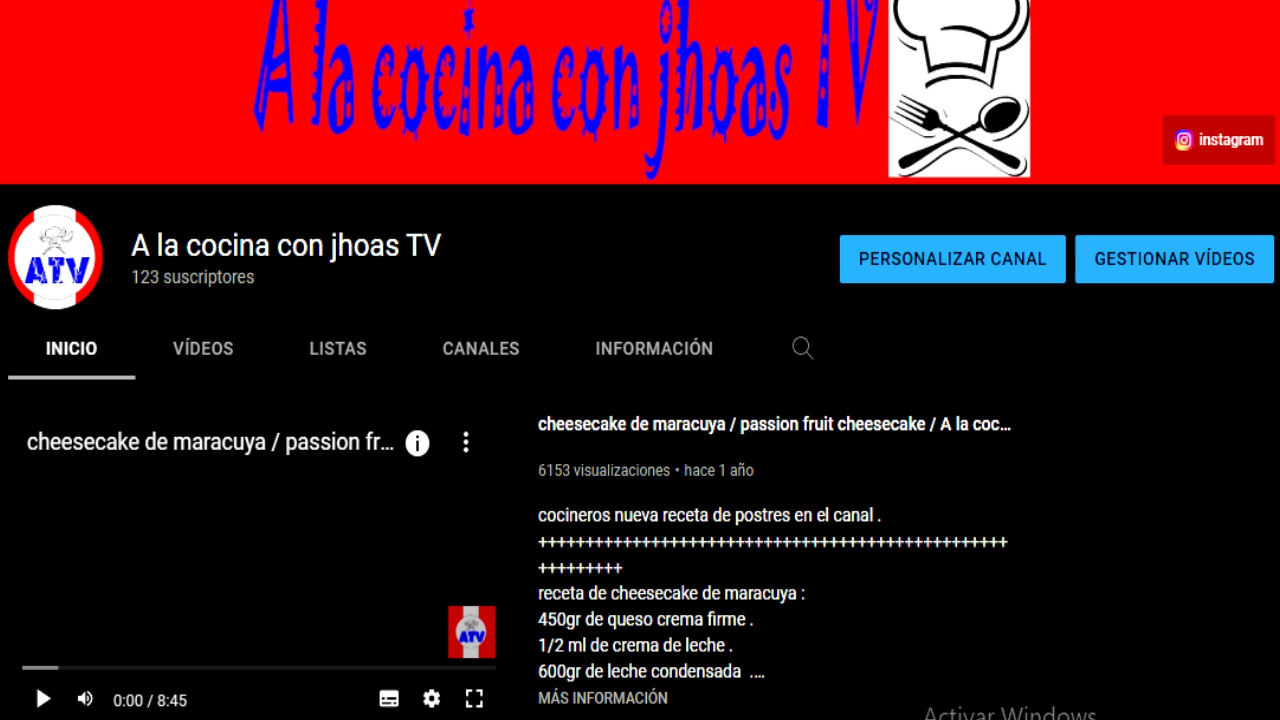 A la cocina con jhoas TV
instagram
ATV
A la cocina con jhoas TV
123 suscriptores
PERSONALIZAR CANAL
GESTIONAR VÍDEOS
INICIO VÍDEOS LISTAS CANALES INFORMACIÓN
cheesecake de maracuya / passion fr...
cheesecake de maracuya / passion fruit cheesecake / A la coc...
6153 visualizaciones • hace 1 año
cocineros nueva receta de postres en el canal .
++++++++++++++++++++++++++++++++++++++++++++++++++
+++++++++
receta de cheesecake de maracuya :
450gr de queso crema firme .
1/2 ml de crema de leche .
600gr de leche condensada ....
MÁS INFORMACIÓN
ATV
0:00 / 8:45
Activar Windows